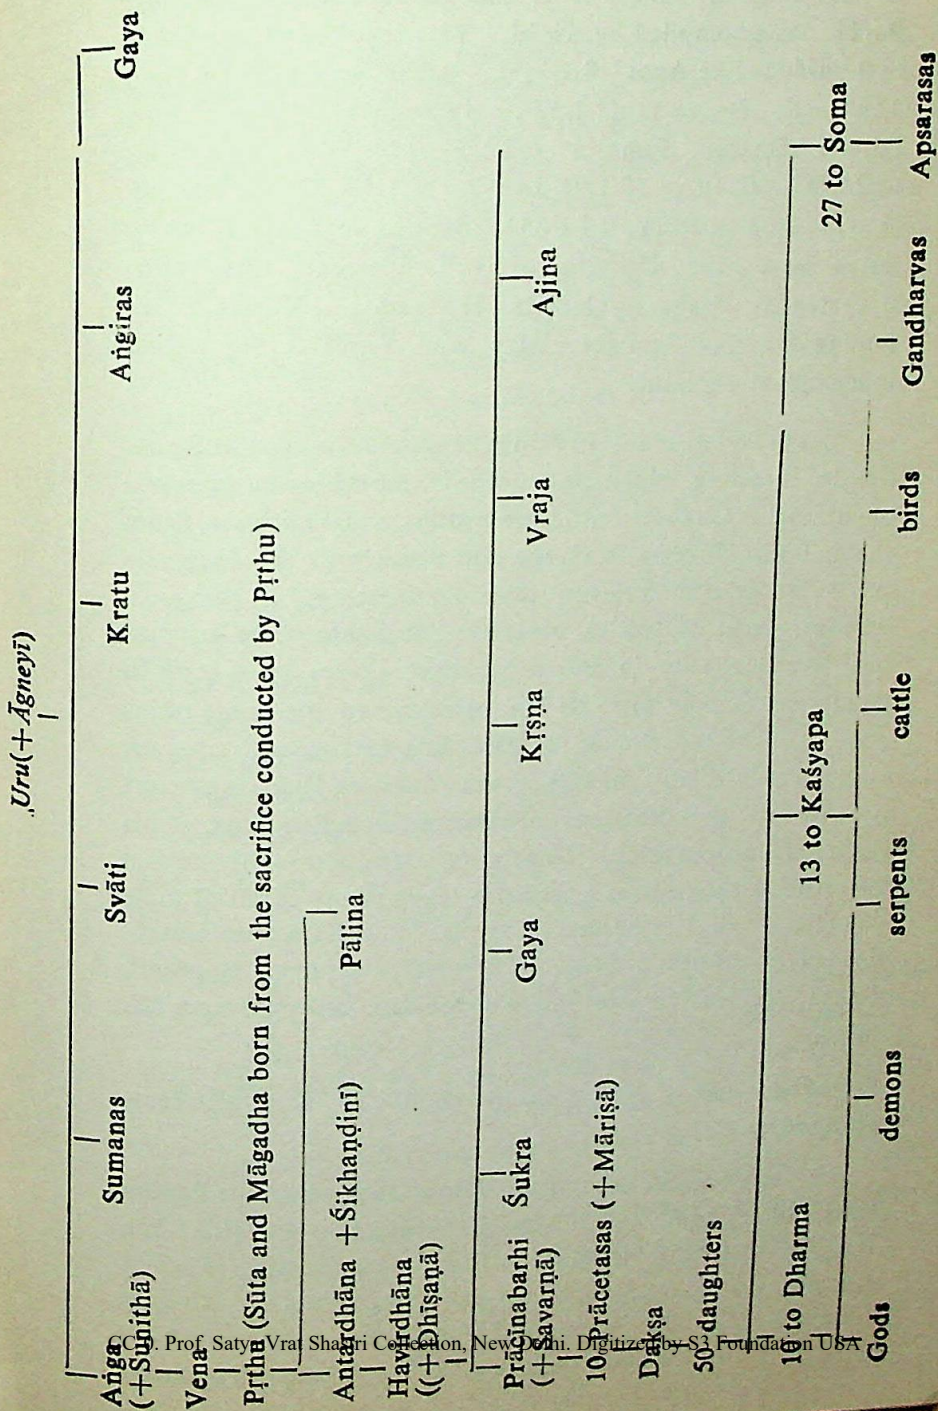 Uru(+Āgneyī)
Aṅga Sumanas Svāti Kratu Aṅgiras Gaya
(+Sunithā)
Vena
Pṛthu (Sūta and Māgadha born from the sacrifice conducted by Pṛthu)
Antardhāna +Śikhaṇḍinī) Pālina
Havirdhāna
((+Dhīṣaṇā)
Prācīnabarhi Śukra Gaya Kṛṣṇa Vraja Ajina
(+Savarṇā)
10 Prācetasas (+Māriṣā)
Dakṣa
50 daughters
10 to Dharma 13 to Kaśyapa 27 to Soma
Gods demons serpents cattle birds Gandharvas Apsarasas
CC-0. Prof. Satya Vrat Shastri Collection, New Delhi. Digitized by S3 Foundation USA